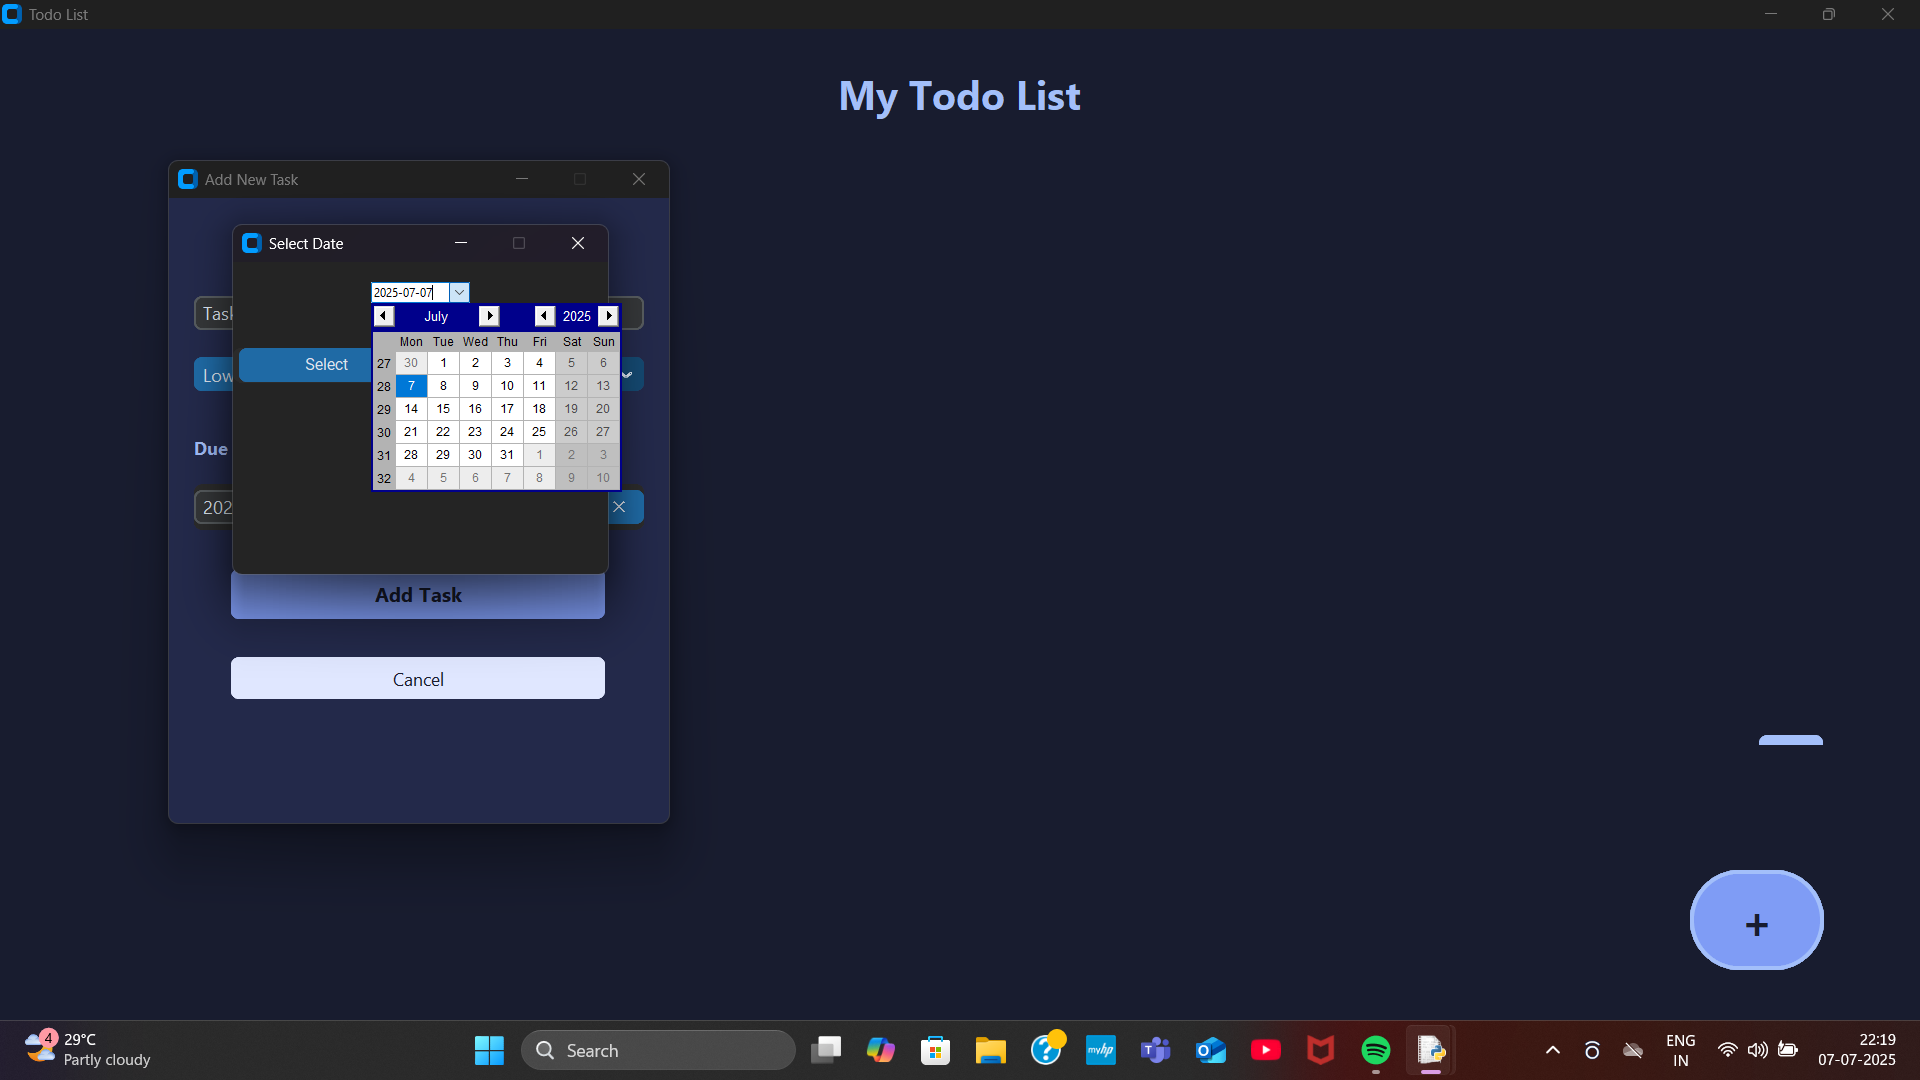 Todo List
My Todo List
Add New Task
Select Date
2025-07-07
Task
July 2025
Mon Tue Wed Thu Fri Sat Sun
Select
27 30 1 2 3 4 5 6
Low
28 7 8 9 10 11 12 13
29 14 15 16 17 18 19 20
30 21 22 23 24 25 26 27
Due
31 28 29 30 31 1 2 3
32 4 5 6 7 8 9 10
202
Add Task
Cancel
+
4
29°C
Partly cloudy
Search
myhp
T
O
ENG
IN
22:19
07-07-2025